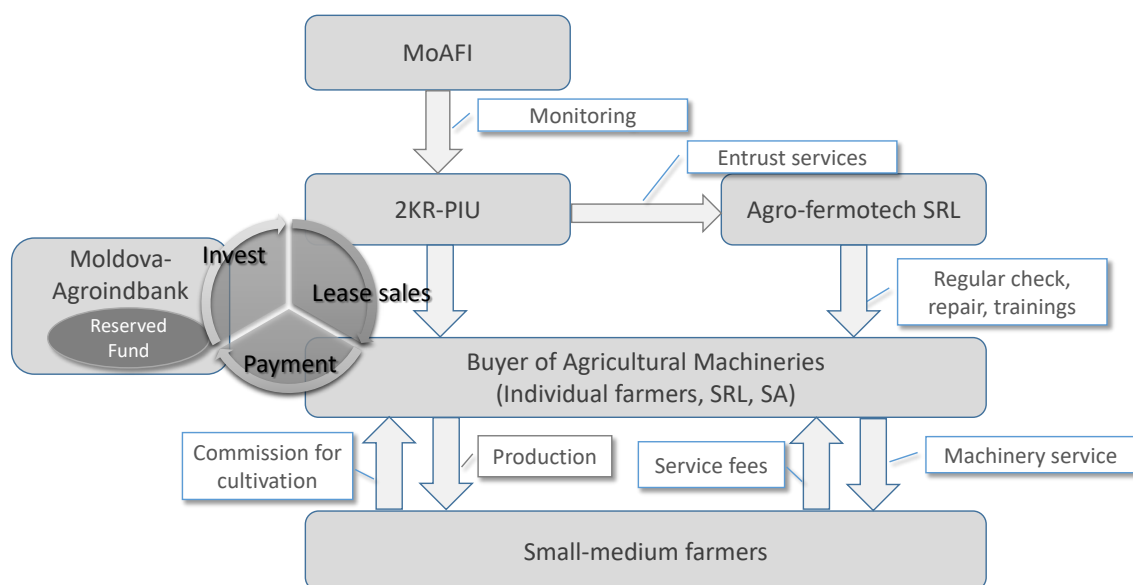 MoAFI
Monitoring
Entrust services
2KR-PIU
Agro-fermotech SRL
Moldova-
Agroindbank
Reserved
Fund
Invest
Lease sales
Payment
Regular check,
repair, trainings
Buyer of Agricultural Machineries
(Individual farmers, SRL, SA)
Commission for
cultivation
Production
Service fees
Machinery service
Small-medium farmers